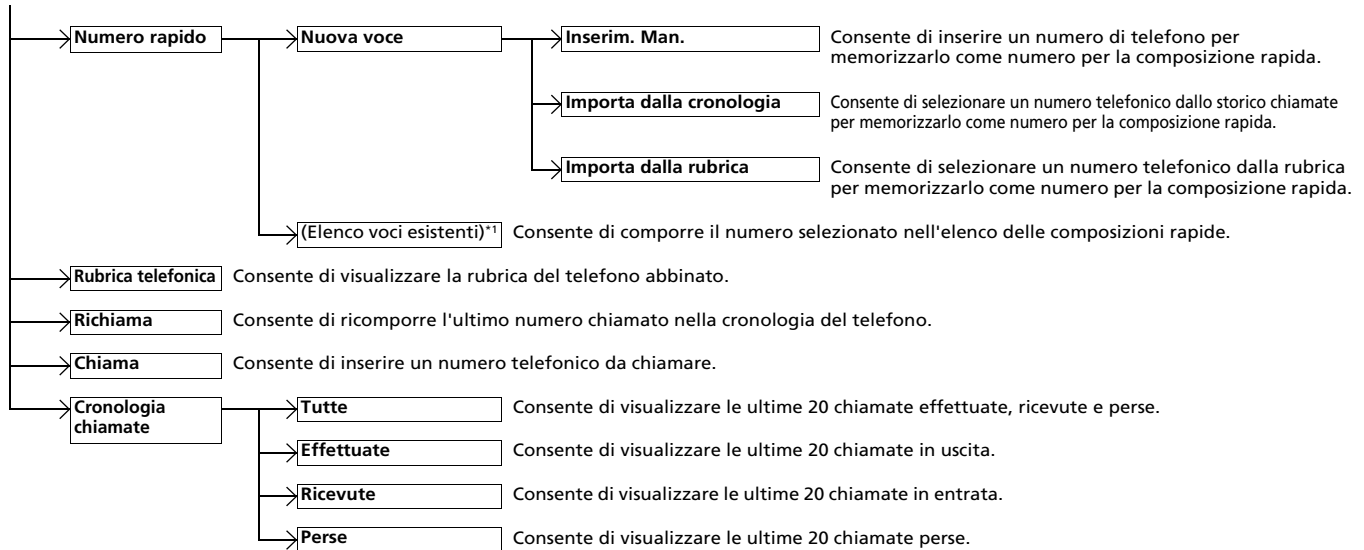 Numero rapido
Nuova voce
Inserim. Man.
Consente di inserire un numero di telefono per
memorizzarlo come numero per la composizione rapida.
Importa dalla cronologia
Consente di selezionare un numero telefonico dallo storico chiamate
per memorizzarlo come numero per la composizione rapida.
Importa dalla rubrica
Consente di selezionare un numero telefonico dalla rubrica
per memorizzarlo come numero per la composizione rapida.
(Elenco voci esistenti)*1
Consente di comporre il numero selezionato nell'elenco delle composizioni rapide.
Rubrica telefonica
Consente di visualizzare la rubrica del telefono abbinato.
Richiama
Consente di ricomporre l'ultimo numero chiamato nella cronologia del telefono.
Chiama
Consente di inserire un numero telefonico da chiamare.
Cronologia
chiamate
Tutte
Consente di visualizzare le ultime 20 chiamate effettuate, ricevute e perse.
Effettuate
Consente di visualizzare le ultime 20 chiamate in uscita.
Ricevute
Consente di visualizzare le ultime 20 chiamate in entrata.
Perse
Consente di visualizzare le ultime 20 chiamate perse.